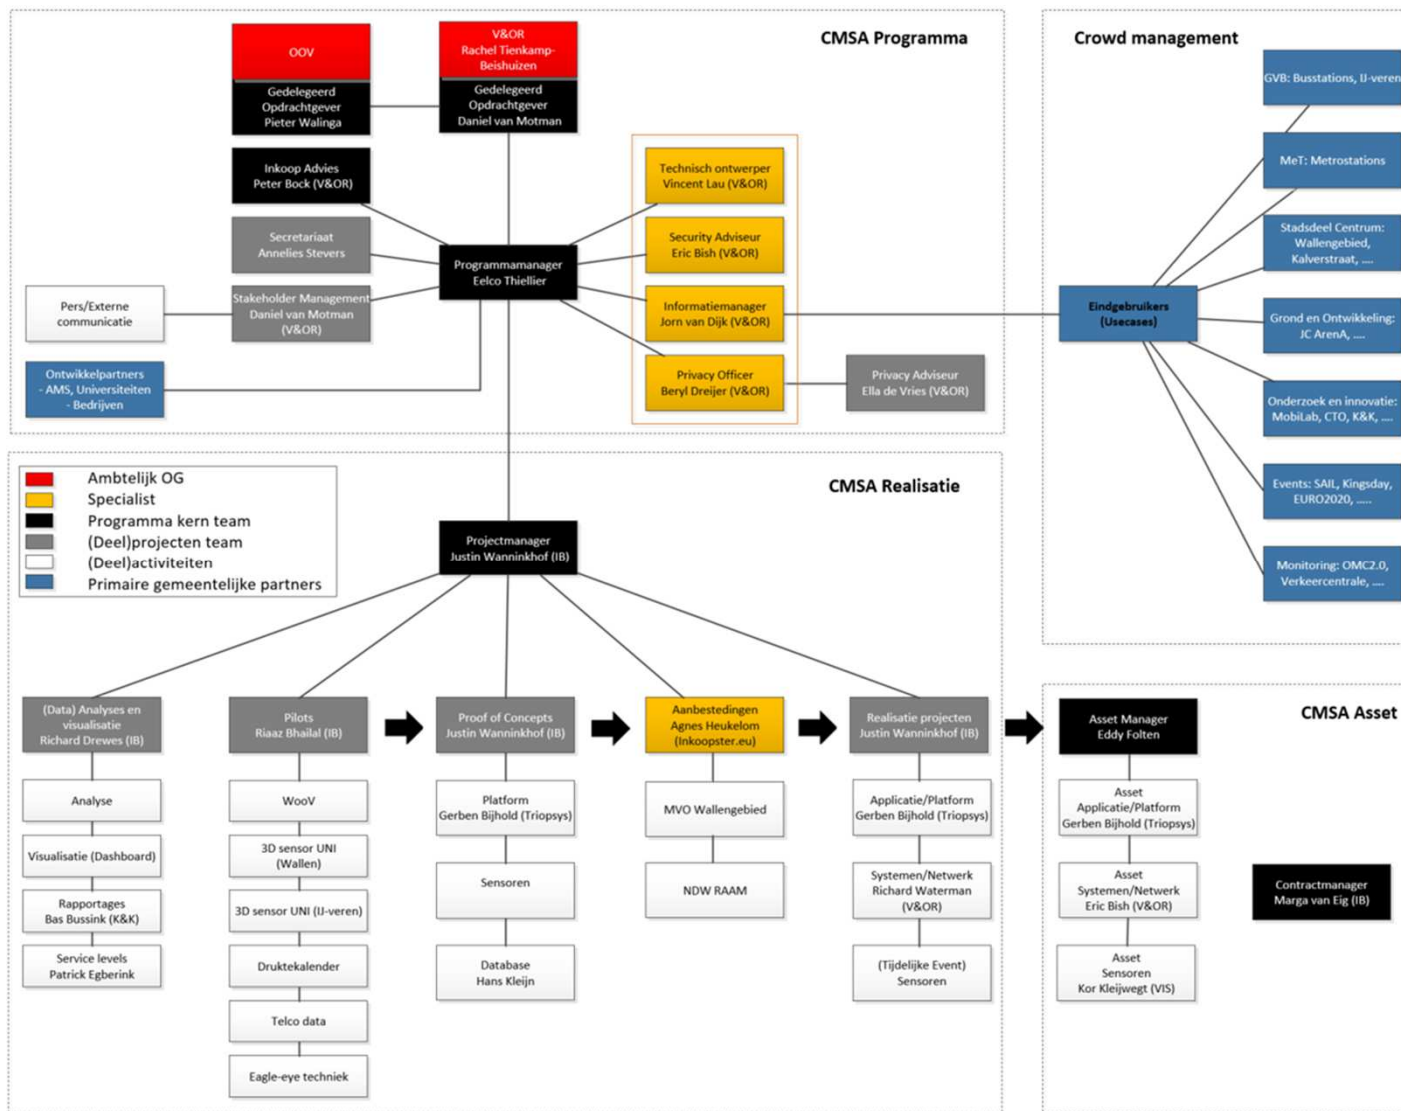 CMSA Programma
OOV
Gedelegeerd
Opdrachtgever
Pieter Walinga
V&OR
Rachel Tienkamp-
Beishuizen
Gedelegeerd
Opdrachtgever
Daniel van Motman
Inkoop Advies
Peter Bock (V&OR)
Secretariaat
Annelies Stevers
Stakeholder Management
Daniel van Motman
(V&OR)
Pers/Externe
communicatie
Ontwikkelpartners
- AMS, Universiteiten
- Bedrijven
Programmamanager
Eelco Thiellier
Technisch ontwerper
Vincent Lau (V&OR)
Security Adviseur
Eric Bish (V&OR)
Informatiemanager
Jorn van Dijk (V&OR)
Privacy Officer
Beryl Dreijer (V&OR)
Privacy Adviseur
Ella de Vries (V&OR)
Crowd management
Eindgebruikers
(Usecases)
GVB: Busstations, IJ-veren
MeT: Metrostations
Stadsdeel Centrum:
Wallengebied,
Kalverstraat, ....
Grond en Ontwikkeling:
JC ArenA, ....
Onderzoek en innovatie:
MobiLab, CTO, K&K, ....
Events: SAIL, Kingsday,
EURO2020, .....
Monitoring: OMC2.0,
Verkeercentrale, ....
CMSA Realisatie
Ambtelijk OG
Specialist
Programma kern team
(Deel)projecten team
(Deel)activiteiten
Primaire gemeentelijke partners
Projectmanager
Justin Wanninkhof (IB)
(Data) Analyses en
visualisatie
Richard Drewes (IB)
Analyse
Visualisatie (Dashboard)
Rapportages
Bas Bussink (K&K)
Service levels
Patrick Egberink
Pilots
Riaaz Bhailal (IB)
WooV
3D sensor UNI
(Wallen)
3D sensor UNI (IJ-veren)
Druktekalender
Telco data
Eagle-eye techniek
Proof of Concepts
Justin Wanninkhof (IB)
Platform
Gerben Bijhold (Triopsys)
Sensoren
Database
Hans Kleijn
Aanbestedingen
Agnes Heukelom
(Inkoopster.eu)
MVO Wallengebied
NDW RAAM
Realisatie projecten
Justin Wanninkhof (IB)
Applicatie/Platform
Gerben Bijhold (Triopsys)
Systemen/Netwerk
Richard Waterman
(V&OR)
(Tijdelijke Event)
Sensoren
CMSA Asset
Asset Manager
Eddy Folten
Asset
Applicatie/Platform
Gerben Bijhold (Triopsys)
Asset
Systemen/Netwerk
Eric Bish (V&OR)
Asset
Sensoren
Kor Kleijwegt (VIS)
Contractmanager
Marga van Eig (IB)